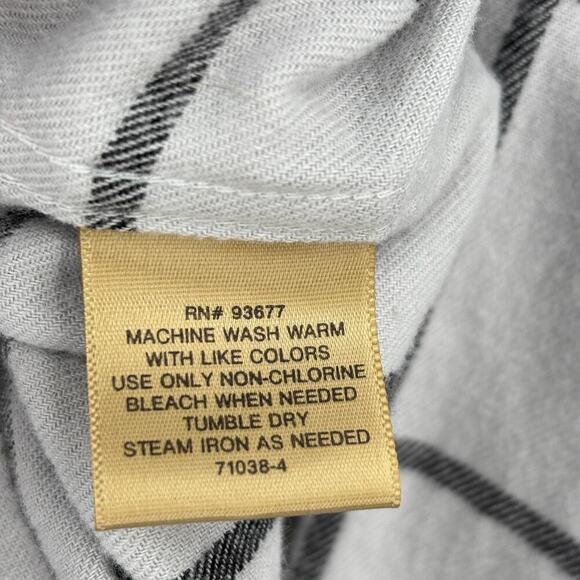 RN# 93677
MACHINE WASH WARM
WITH LIKE COLORS
USE ONLY NON-CHLORINE
BLEACH WHEN NEEDED
TUMBLE DRY
STEAM IRON AS NEEDED
71038-4